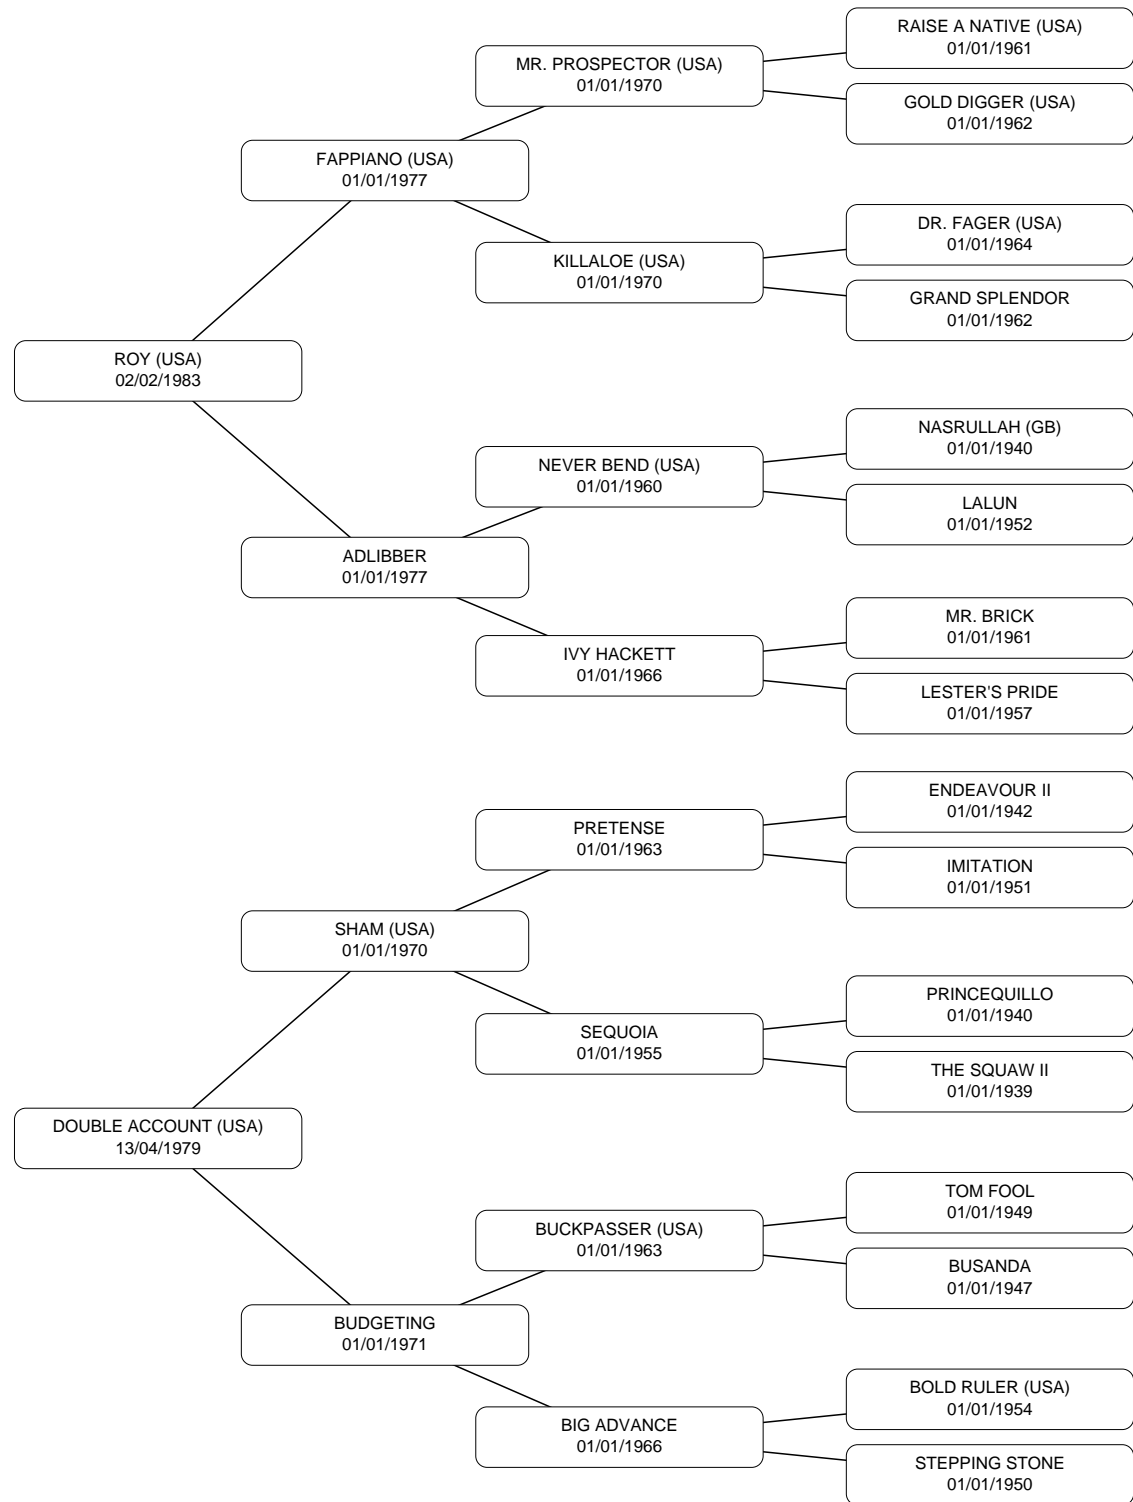 RAISE A NATIVE (USA)
01/01/1961
MR. PROSPECTOR (USA)
01/01/1970
GOLD DIGGER (USA)
01/01/1962
FAPPIANO (USA)
01/01/1977
DR. FAGER (USA)
01/01/1964
KILLALOE (USA)
01/01/1970
GRAND SPLENDOR
01/01/1962
ROY (USA)
02/02/1983
NASRULLAH (GB)
01/01/1940
NEVER BEND (USA)
01/01/1960
LALUN
01/01/1952
ADLIBBER
01/01/1977
MR. BRICK
01/01/1961
IVY HACKETT
01/01/1966
LESTER'S PRIDE
01/01/1957
ENDEAVOUR II
01/01/1942
PRETENSE
01/01/1963
IMITATION
01/01/1951
SHAM (USA)
01/01/1970
PRINCEQUILLO
01/01/1940
SEQUOIA
01/01/1955
THE SQUAW II
01/01/1939
DOUBLE ACCOUNT (USA)
13/04/1979
TOM FOOL
01/01/1949
BUCKPASSER (USA)
01/01/1963
BUSANDA
01/01/1947
BUDGETING
01/01/1971
BOLD RULER (USA)
01/01/1954
BIG ADVANCE
01/01/1966
STEPPING STONE
01/01/1950